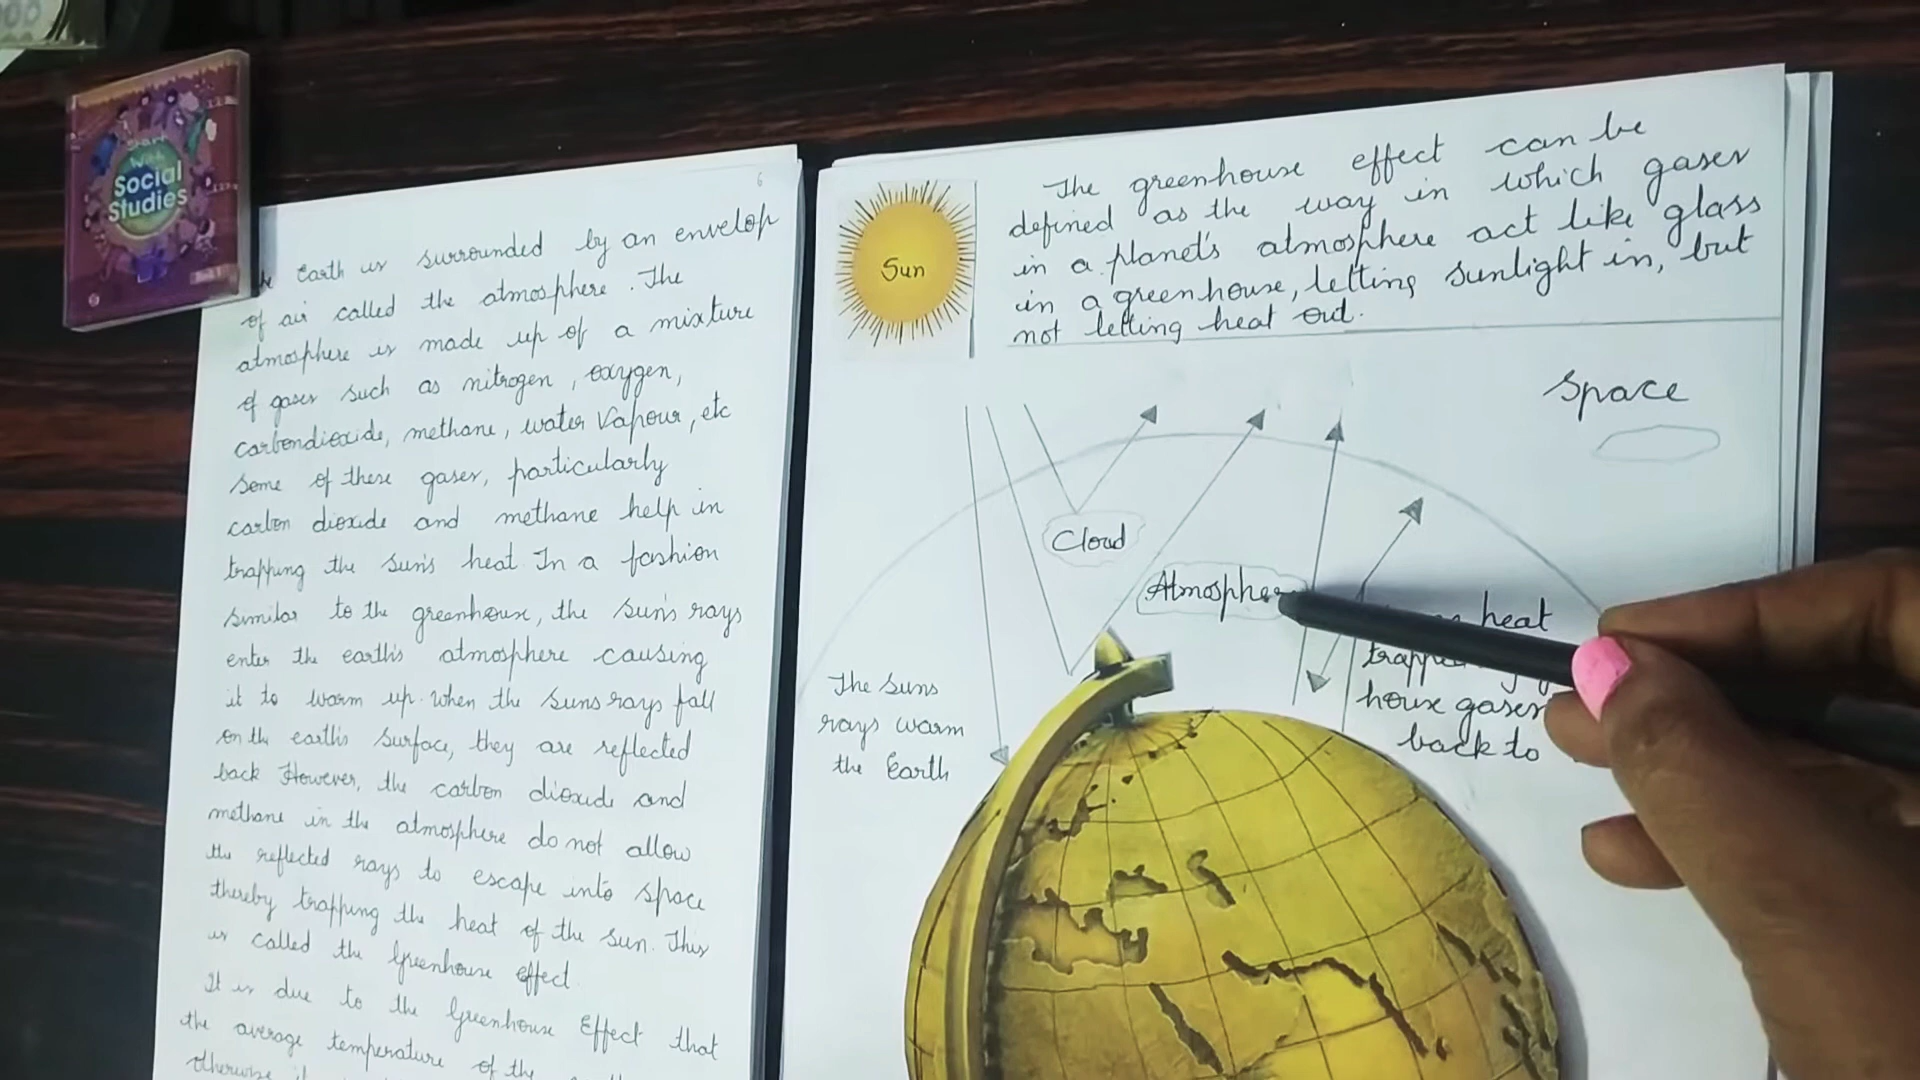 Start
With
Social
Studies
6
Earth is surrounded by an envelop
of air called the atmosphere. The
atmosphere is made up of a mixture
of gases such as nitrogen, oxygen,
carbondioxide, methane, water Vapour, etc
some of these gases, particularly
carbon dioxide and methane help in
trapping the sun's heat. In a fashion
similar to the greenhouse, the sun's rays
enter the earth's atmosphere causing
it to warm up. when the suns rays fall
on the earth's surface, they are reflected
back However, the carbon dioxide and
methane in the atmosphere do not allow
the reflected rays to escape into space
thereby trapping the heat of the sun. This
is called the Greenhouse effect
It is due to the Greenhouse Effect that
the average temperature of the
otherwise
Sun
The greenhouse effect can be
defined as the way in which gases
in a planet's atmosphere act like glass
in a greenhouse, letting sunlight in, but
not letting heat out.
Space
Cloud
Atmosphere
The Suns
rays warm
the Earth
heat
trapped
house gases
back to